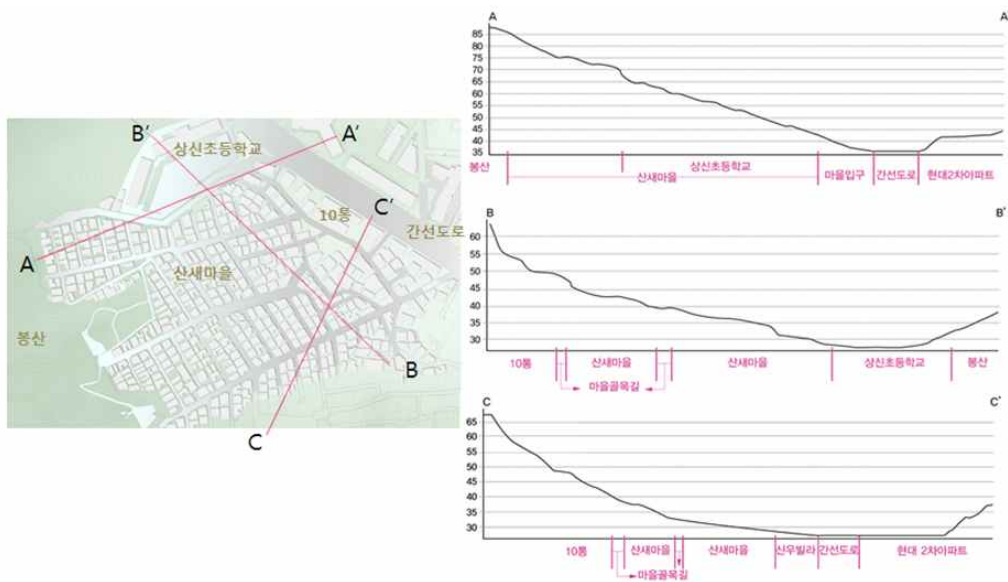 B'
A'
상신초등학교
10통
C'
간선도로
A
산새마을
봉산
B
C
A
A
85
80
75
70
65
60
55
50
45
40
35
봉산
산새마을
상신초등학교
마을입구
간선도로
현대2차아파트
B
B'
60
55
50
45
40
35
30
10통
산새마을
산새마을
상신초등학교
봉산
마을골목길
C
C'
65
60
55
50
45
40
35
30
10통
산새마을
산새마을
신우빌라
간선도로
현대 2차아파트
마을골목길